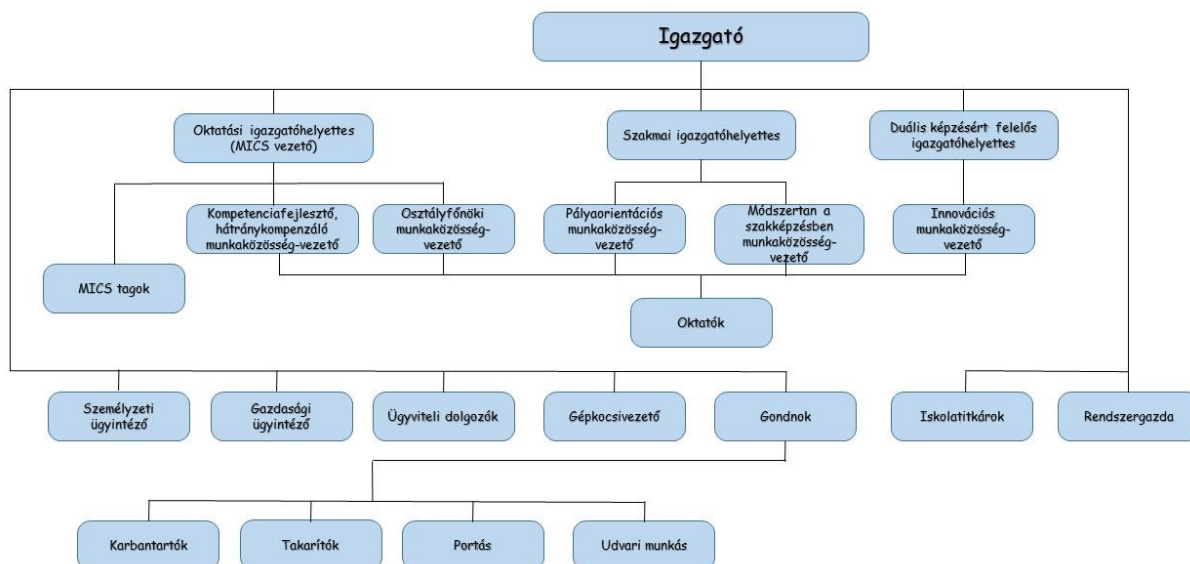 Igazgató
Oktatási igazgatóhelyettes
(MICS vezető)
Szakmai igazgatóhelyettes
Duális képzésért felelős
igazgatóhelyettes
Kompetenciafejlesztő,
hátránykompenzáló
munkaközösség-vezető
Osztályfőnöki
munkaközösség-
vezető
Pályaorientációs
munkaközösség-
vezető
Módszertan a
szakképzésben
munkaközösség-
vezető
Innovációs
munkaközösség-
vezető
MICS tagok
Oktatók
Személyzeti
ügyintéző
Gazdasági
ügyintéző
Ügyviteli dolgozók
Gépkocsivezető
Gondnok
Iskolatitkárok
Rendszergazda
Karbantartók
Takarítók
Portás
Udvari munkás